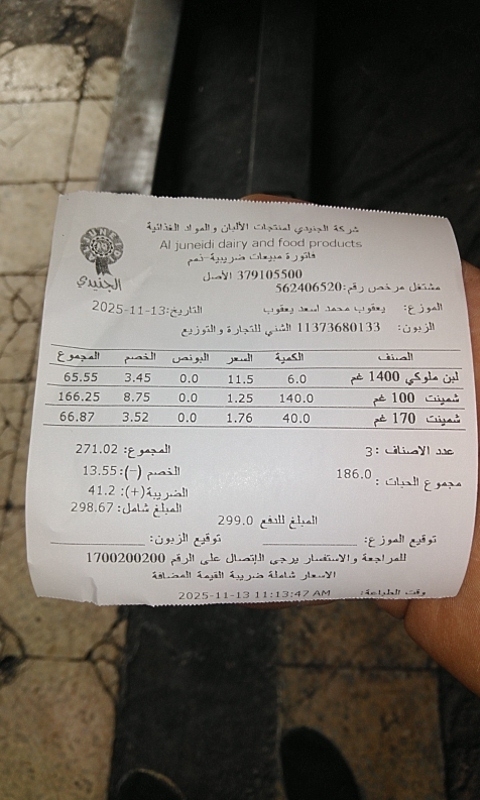 شركة الجنيدي لمنتجات الألبان والمواد الغذائية
Al juneidi dairy and food products
فاتورة مبيعات ضريبية-ذمم
379105500 الأصل
مشتغل مرخص رقم:562406520
الموزع: يعقوب محمد اسعد يعقوب التاريخ:13-11-2025
الزبون: 11373680133 الشني للتجارة والتوزيع
الجنيدي
الصنف الكمية السعر البونص الخصم المجموع
لبن ملوكي 1400 غم 6.0 11.5 0.0 3.45 65.55
شمينت 100 غم 140.0 1.25 0.0 8.75 166.25
شمينت 170 غم 40.0 1.76 0.0 3.52 66.87
عدد الاصناف :3 المجموع: 271.02
مجموع الحبات : 186.0 الخصم (-):13.55
الضريبة(+): 41.2
المبلغ شامل: 298.67
المبلغ للدفع 299.0
توقيع الموزع: توقيع الزبون:
للمراجعة والاستفسار يرجى الإتصال على الرقم 1700200200
الاسعار شاملة ضريبة القيمة المضافة
وقت الطباعة: 2025-11-13 11:13:47 AM